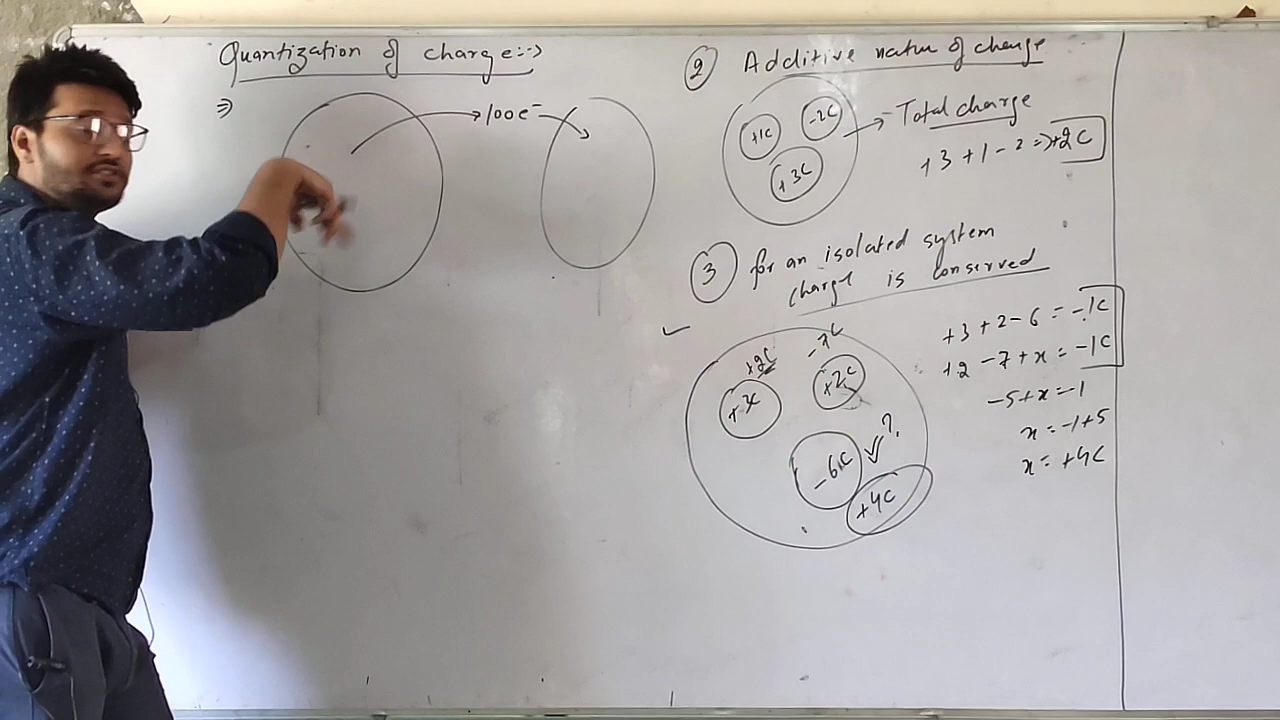 Quantization of charge:->
=>
100e-
② Additive natur of charge
+1C
-2C
+3C
Total charge
+3+1-2=>+2C
③ for an isolated system
charge is conserved
+2C
-7C
+3C
+2C
-6C
?
+4C
+3+2-6=-1C
+2-7+x=-1C
-5+x=-1
x=-1+5
x=+4C